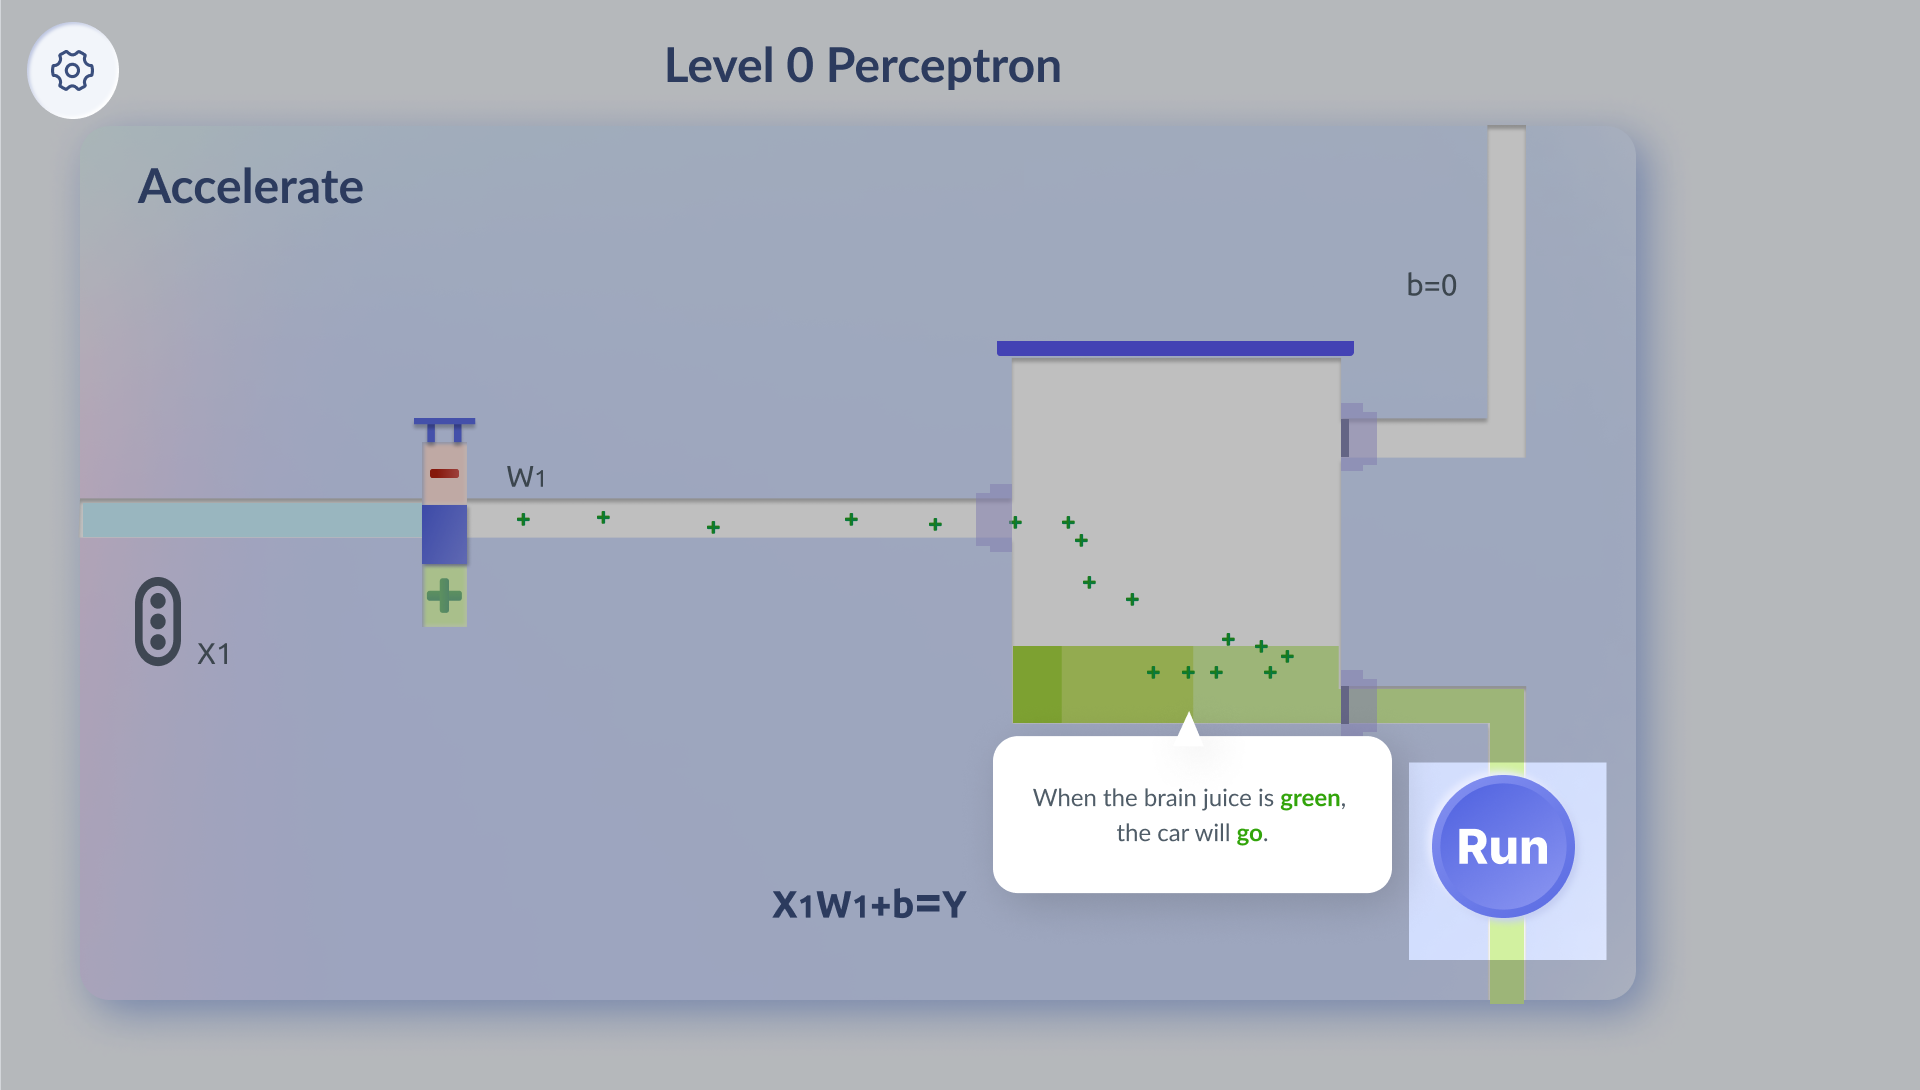 Level 0 Perceptron
Accelerate
b=0
W1
X1
When the brain juice is green,
the car will go.
Run
X1W1+b=Y